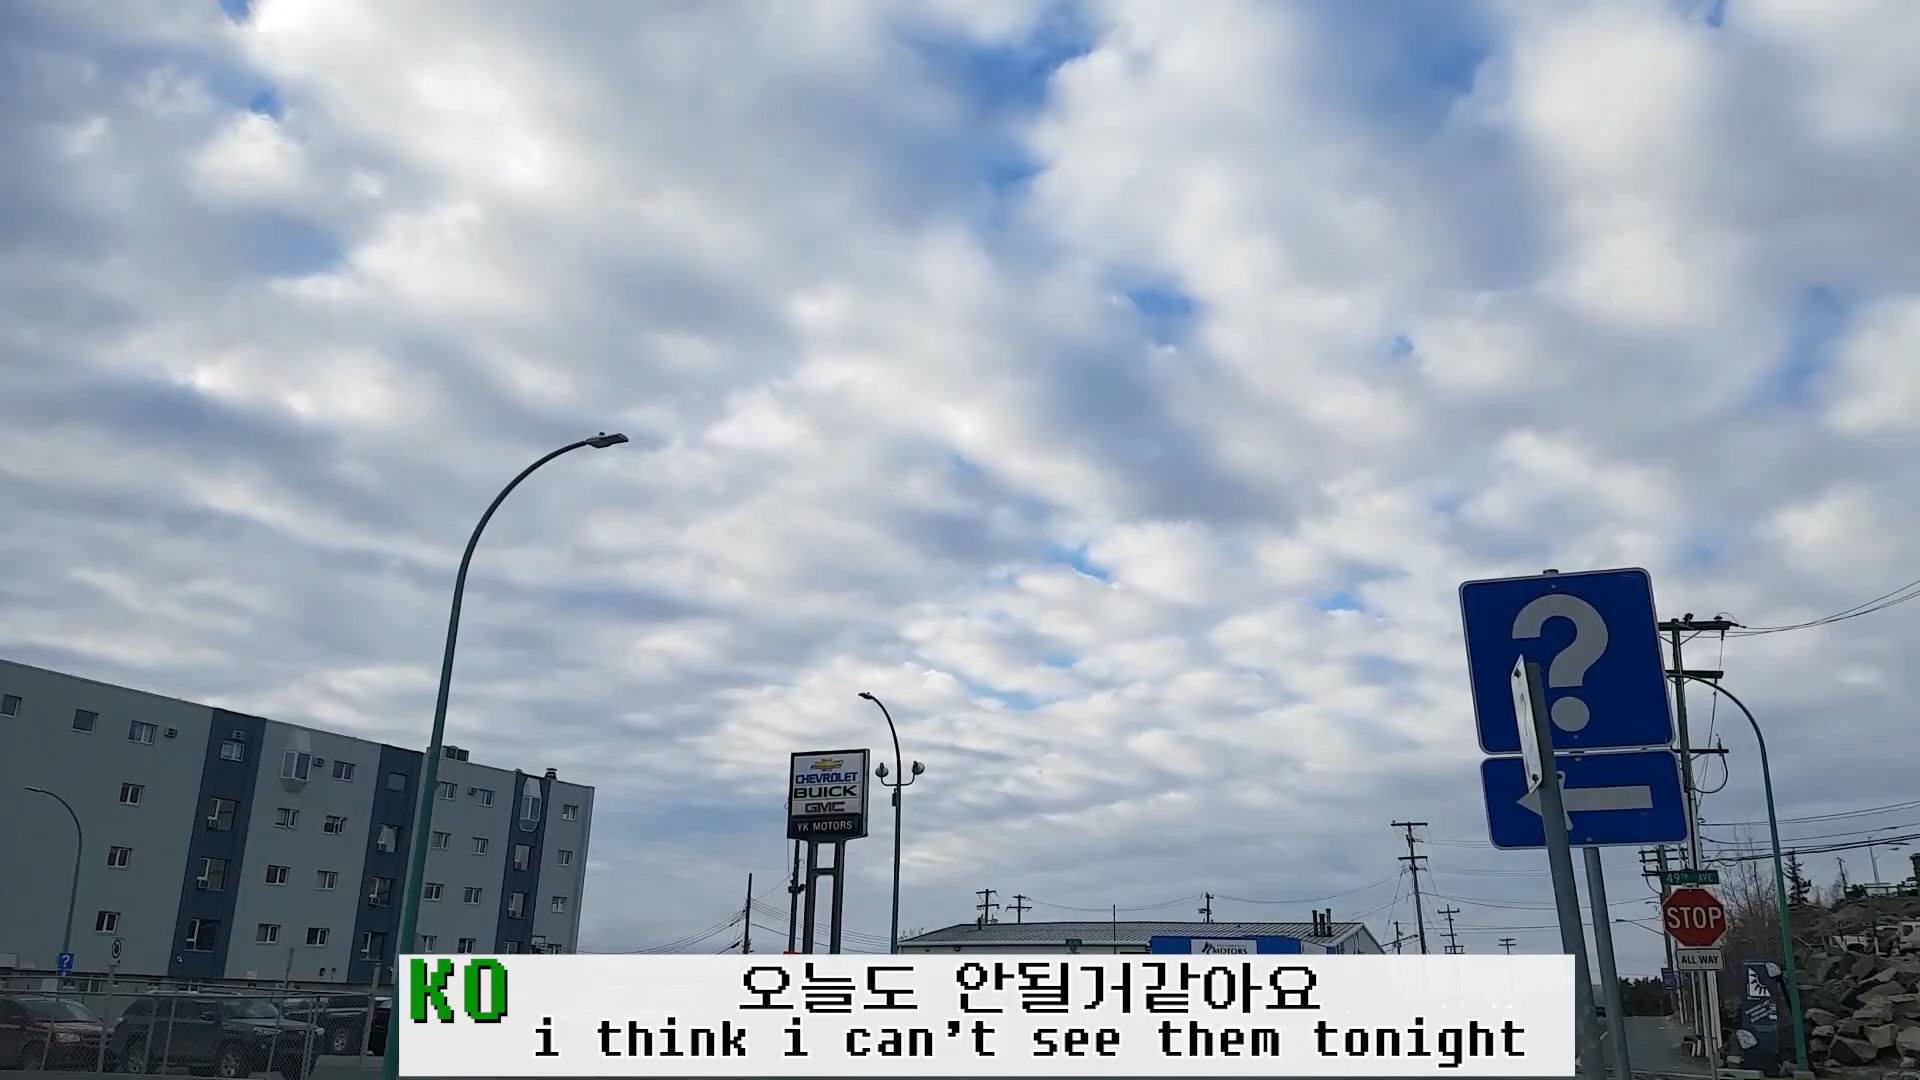 ?
CHEVROLET
BUICK
GMC
YK MOTORS
49TH AVE
STOP
ALL WAY
MOTORS
?
KO
오늘도 안될거같아요
i think i can't see them tonight